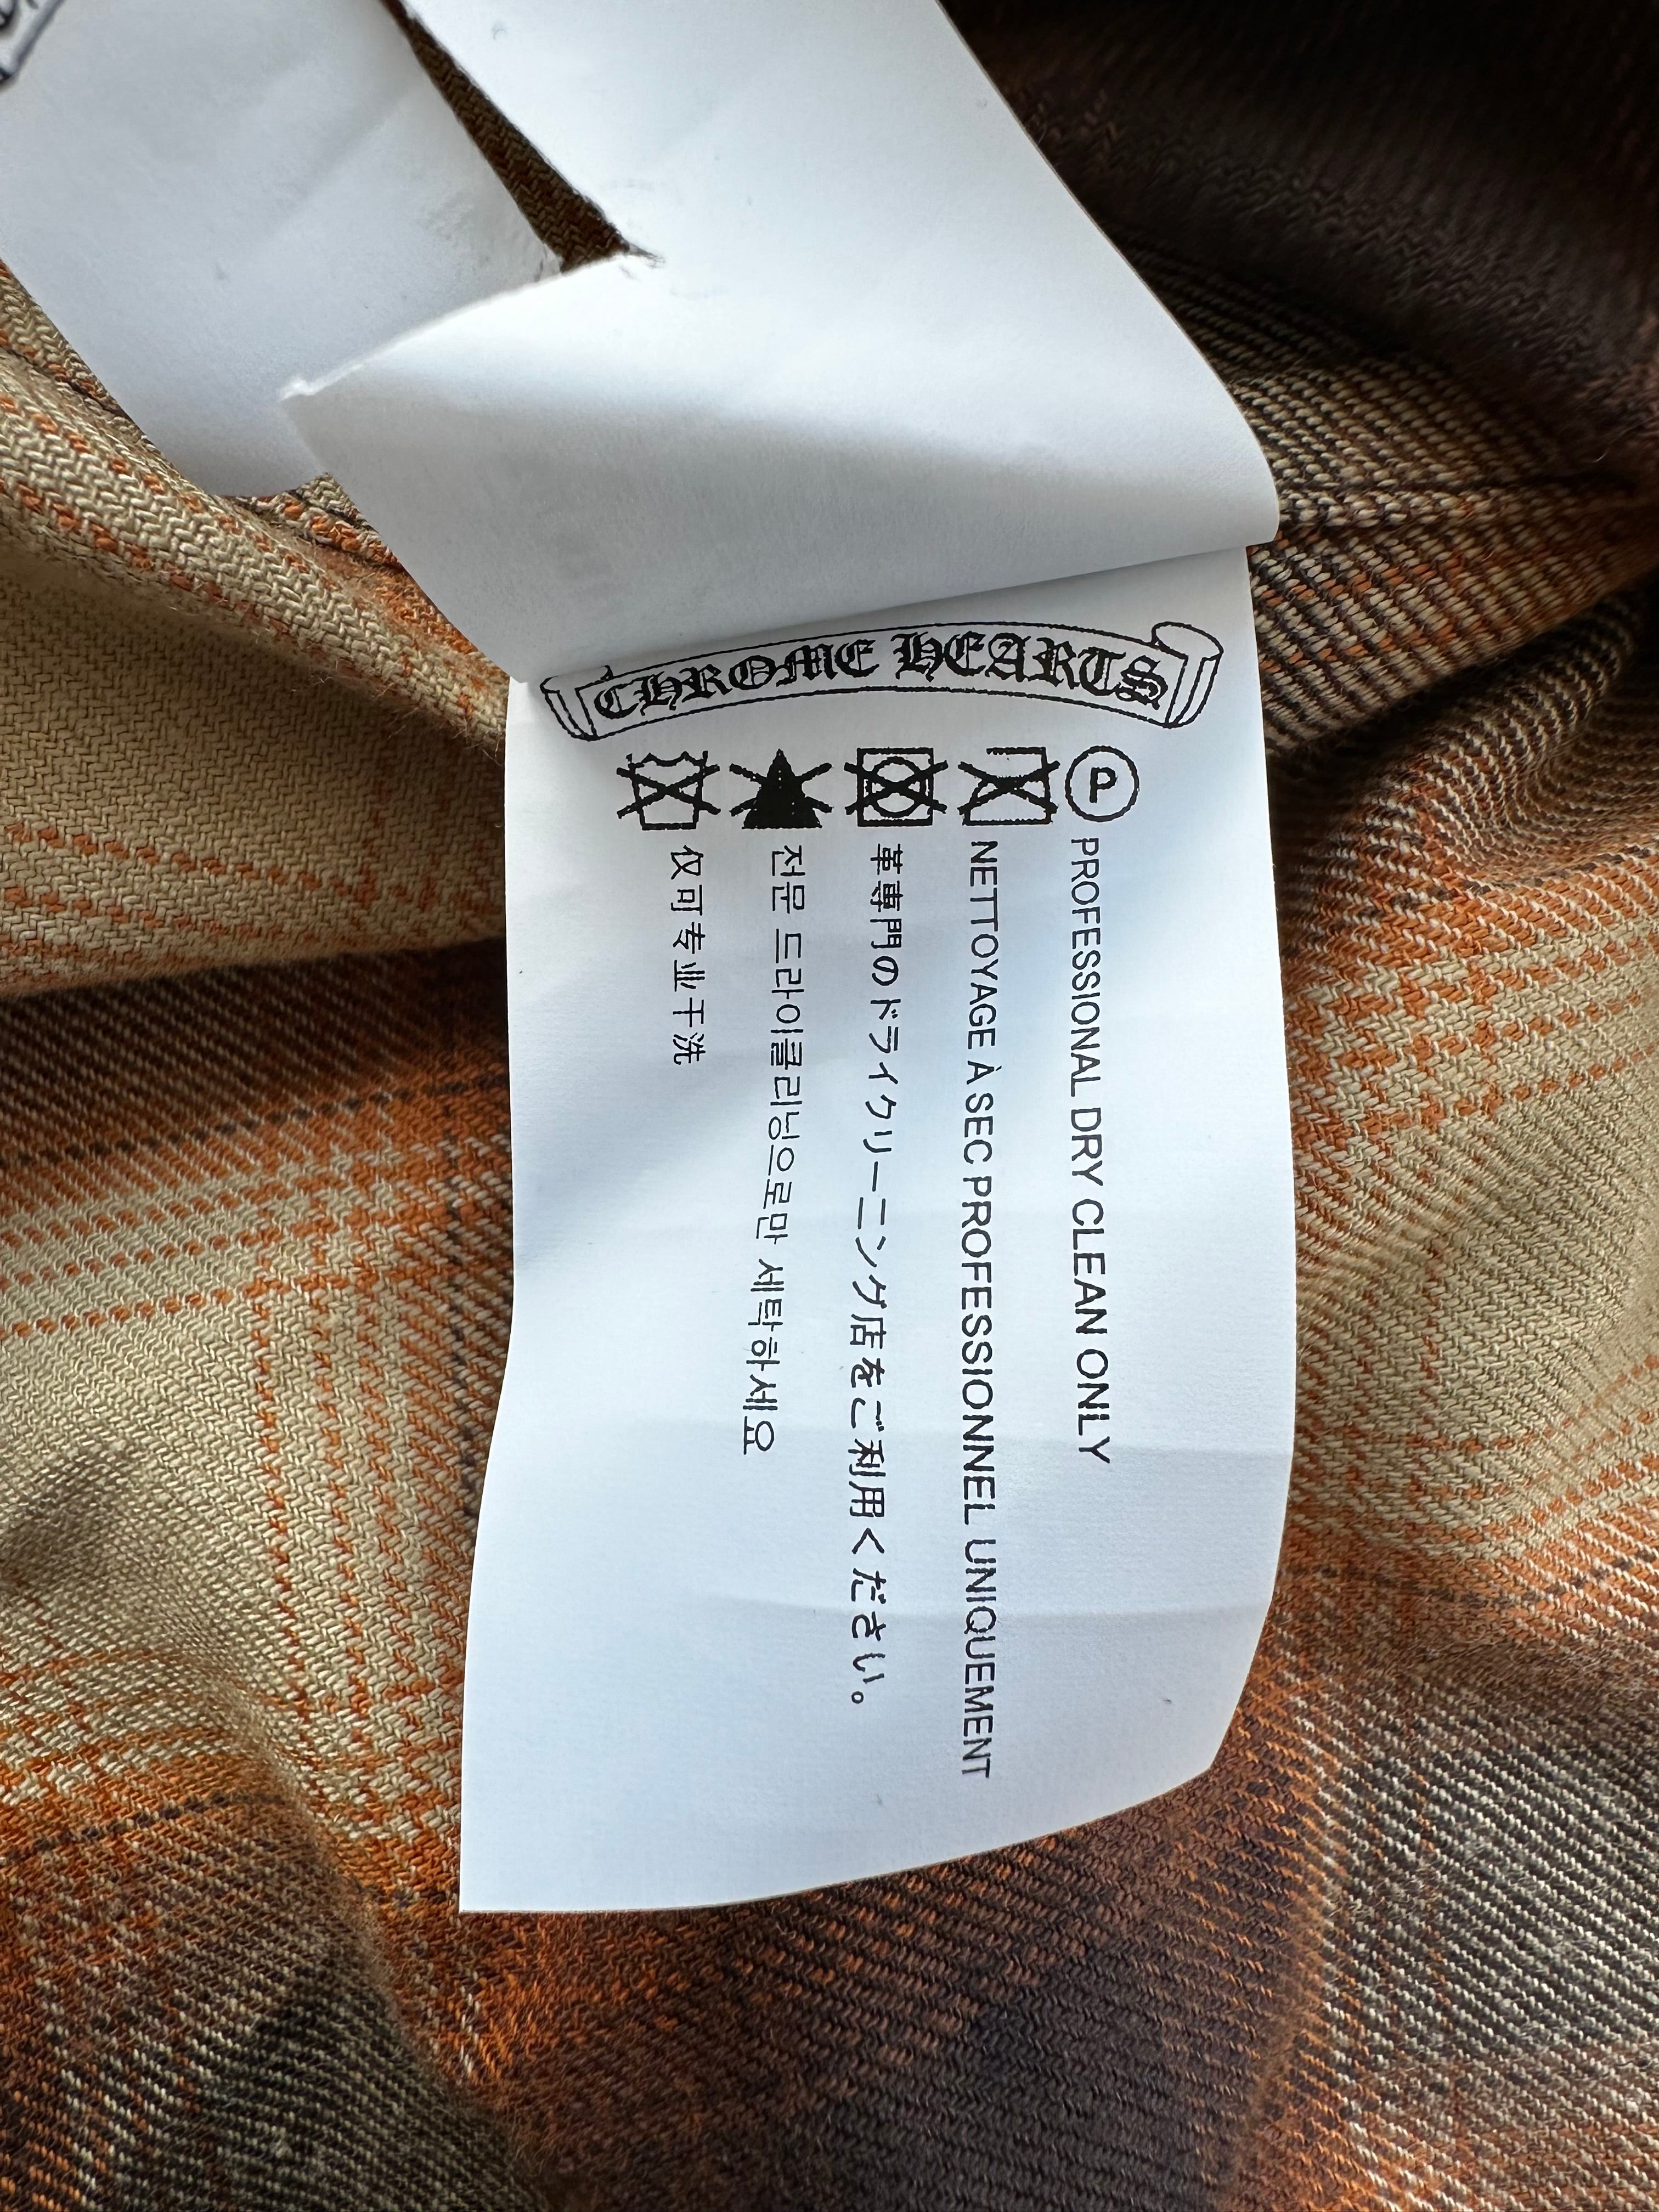 CHROME HEARTS
P
PROFESSIONAL DRY CLEAN ONLY
NETTOYAGE À SEC PROFESSIONNEL UNIQUEMENT
革専門のドライクリーニング店をご利用ください。
전문 드라이클리닝으로만 세탁하세요
仅可专业干洗